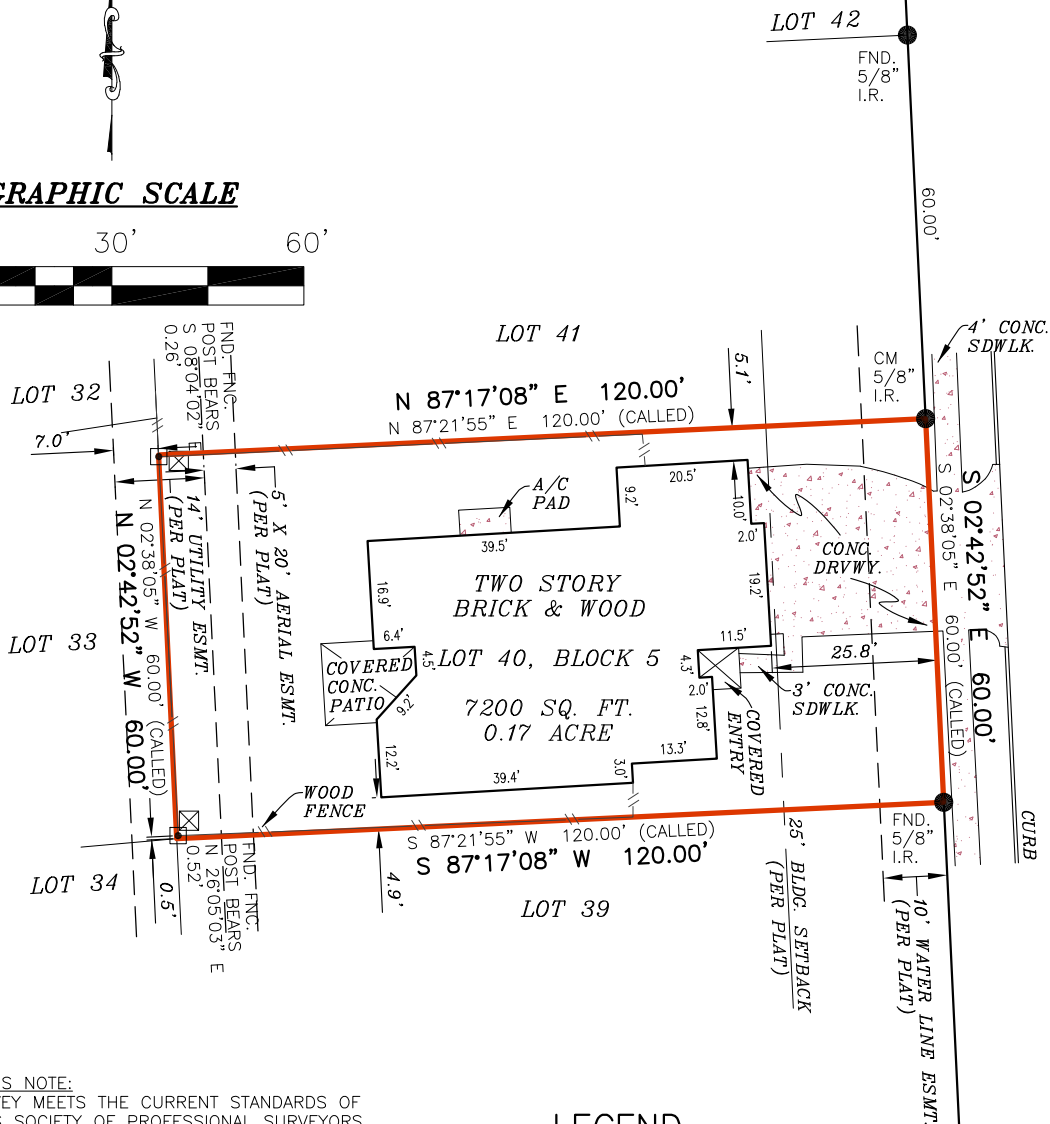 LOT 42
FND.
5/8"
I.R.
GRAPHIC SCALE
30' 60'
60.00'
LOT 41
4' CONC.
SDWLK.
FND. FNC.
POST BEARS
S 08°04'02" E
0.26'
CM
5/8"
I.R.
5.1'
LOT 32
N 87°17'08" E 120.00'
N 87°21'55" E 120.00' (CALLED)
7.0'
14' UTILITY ESMT.
(PER PLAT)
5' X 20' AERIAL ESMT.
(PER PLAT)
N 02°38'05" W 60.00' (CALLED)
N 02°42'52" W 60.00'
A/C
PAD
20.5'
9.2'
10.0'
2.0'
39.5'
16.9'
19.2'
CONC.
DRVWY.
TWO STORY
BRICK & WOOD
S 02°38'05" E 60.00' (CALLED)
S 02°42'52" E 60.00'
LOT 33
6.4'
4.5'
LOT 40, BLOCK 5
11.5'
4.3'
25.8'
COVERED
CONC.
PATIO
9.2'
2.0'
3' CONC.
SDWLK.
7200 SQ. FT.
0.17 ACRE
12.8'
COVERED
ENTRY
12.2'
13.3'
3.0'
39.4'
WOOD
FENCE
S 87°21'55" W 120.00' (CALLED)
S 87°17'08" W 120.00'
FND.
5/8"
I.R.
CURB
25' BLDG. SETBACK
(PER PLAT)
LOT 34
0.5'
FND. FNC.
POST BEARS
N 26°05'03" E
0.52'
4.9'
LOT 39
10' WATER LINE ESMT.
(PER PLAT)
S NOTE:
EY MEETS THE CURRENT STANDARDS OF
S SOCIETY OF PROFESSIONAL SURVEYORS
LEGEND